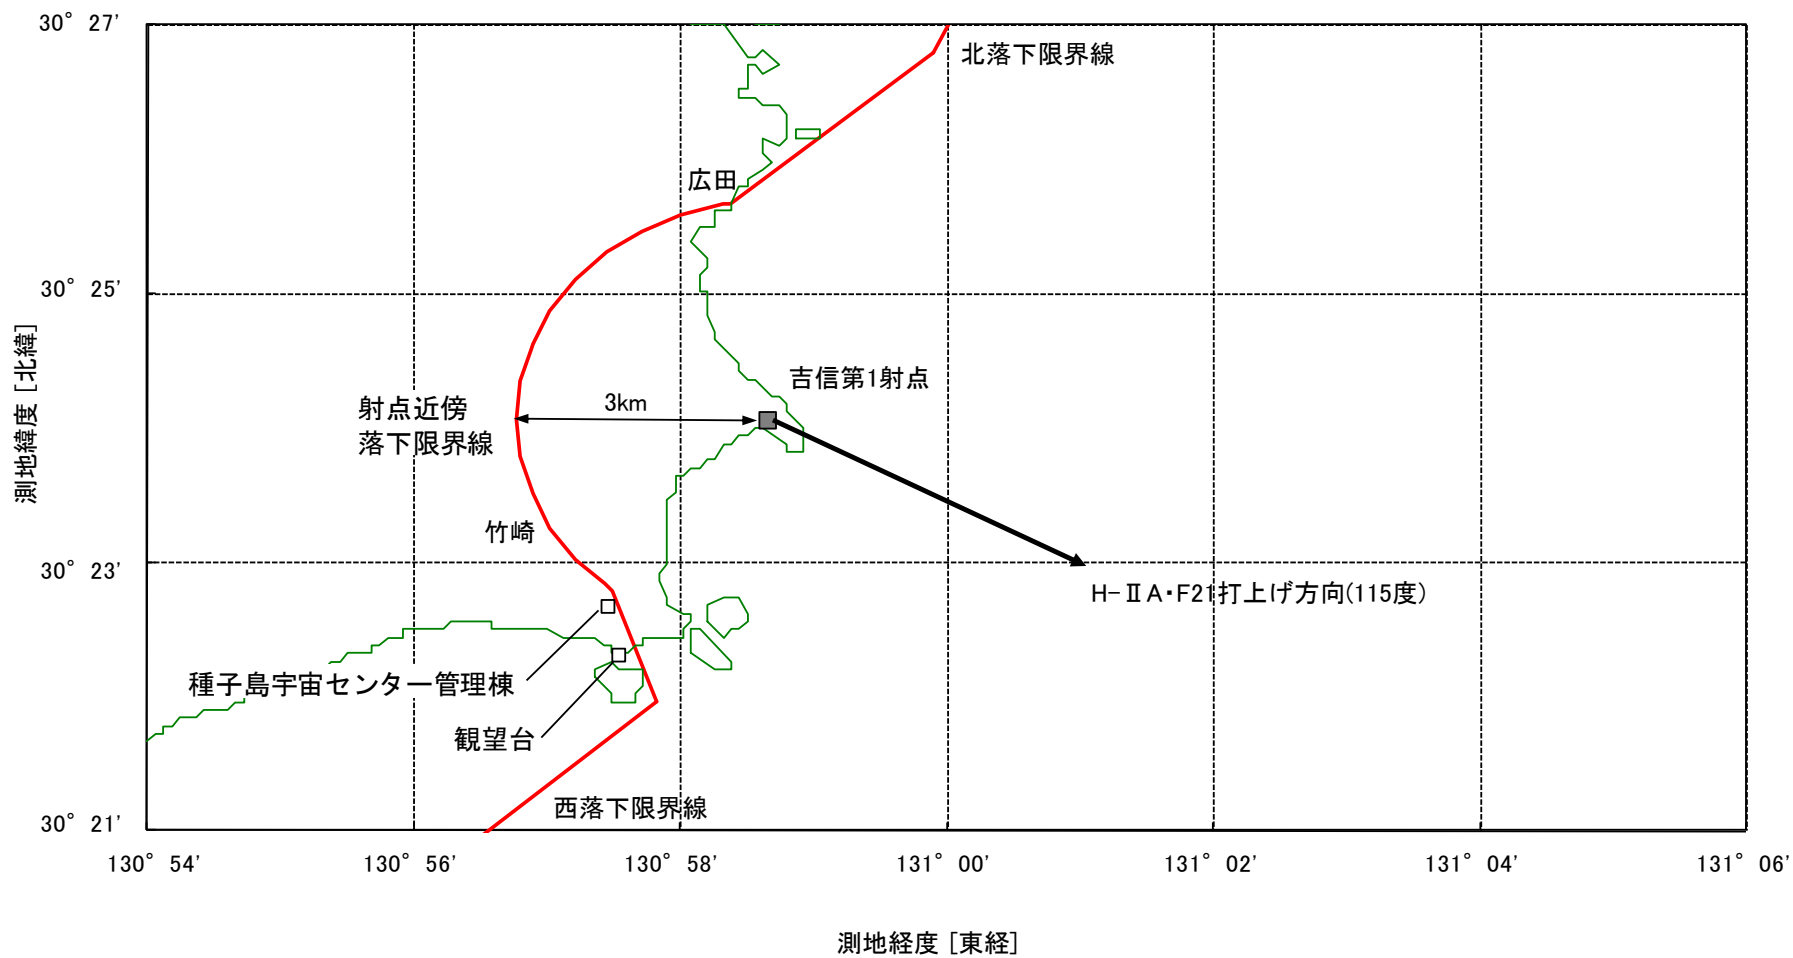 30° 27'
北落下限界線
広田
30° 25'
測地緯度 [北緯]
吉信第1射点
3km
射点近傍
落下限界線
竹崎
30° 23'
H-ⅡA・F21打上げ方向(115度)
種子島宇宙センター管理棟
観望台
西落下限界線
30° 21'
130° 54'
130° 56'
130° 58'
131° 00'
131° 02'
131° 04'
131° 06'
測地経度 [東経]